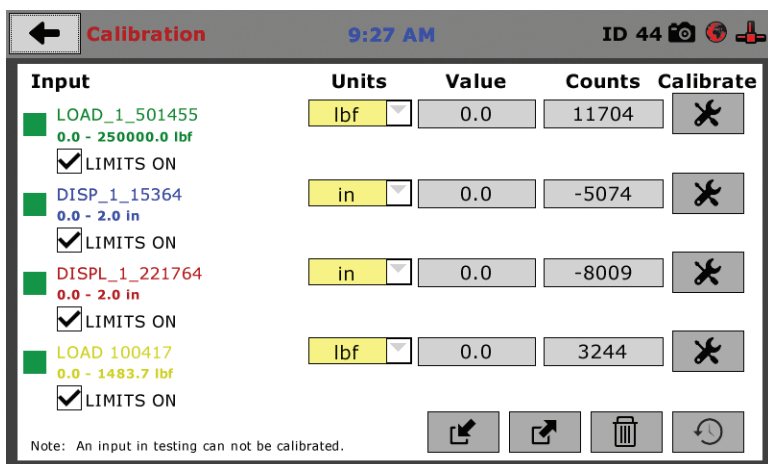 Calibration 9:27 AM ID 44
Input Units Value Counts Calibrate
LOAD_1_501455 lbf 0.0 11704
0.0 - 250000.0 lbf
LIMITS ON
DISP_1_15364 in 0.0 -5074
0.0 - 2.0 in
LIMITS ON
DISPL_1_221764 in 0.0 -8009
0.0 - 2.0 in
LIMITS ON
LOAD 100417 lbf 0.0 3244
0.0 - 1483.7 lbf
LIMITS ON
Note: An input in testing can not be calibrated.